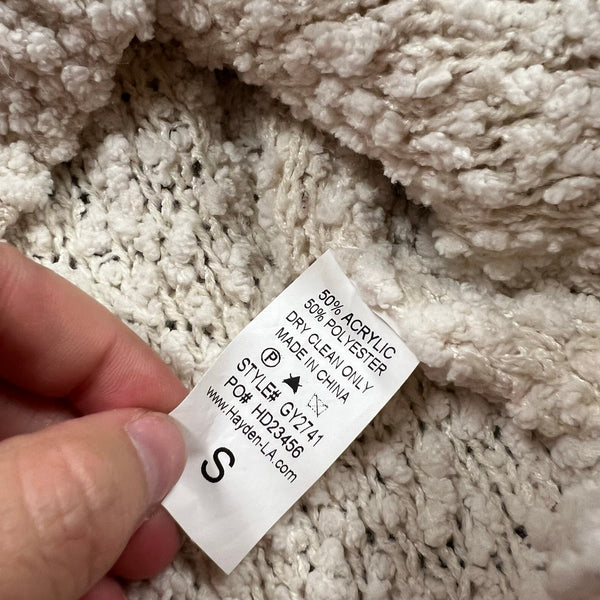 50% ACRYLIC
50% POLYESTER
DRY CLEAN ONLY
MADE IN CHINA
P
STYLE# GY2741
PO# HD23456
www.Hayden-LA.com
S